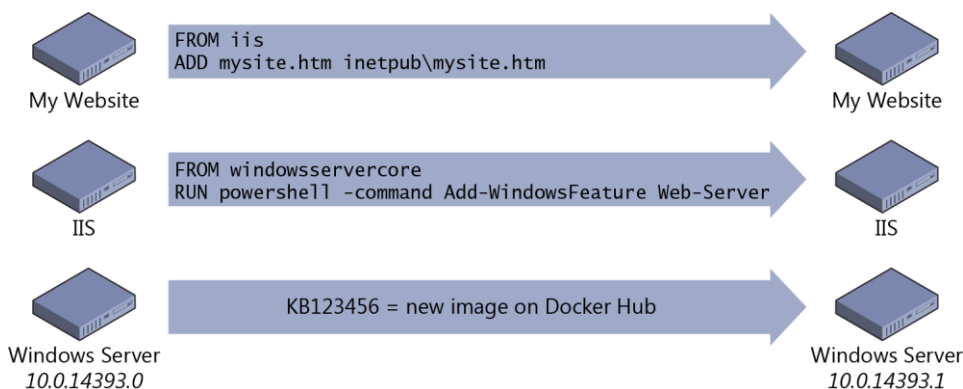 FROM iis
ADD mysite.htm inetpub\mysite.htm
My Website
My Website
FROM windowsservercore
RUN powershell -command Add-WindowsFeature Web-Server
IIS
IIS
KB123456 = new image on Docker Hub
Windows Server
10.0.14393.0
Windows Server
10.0.14393.1